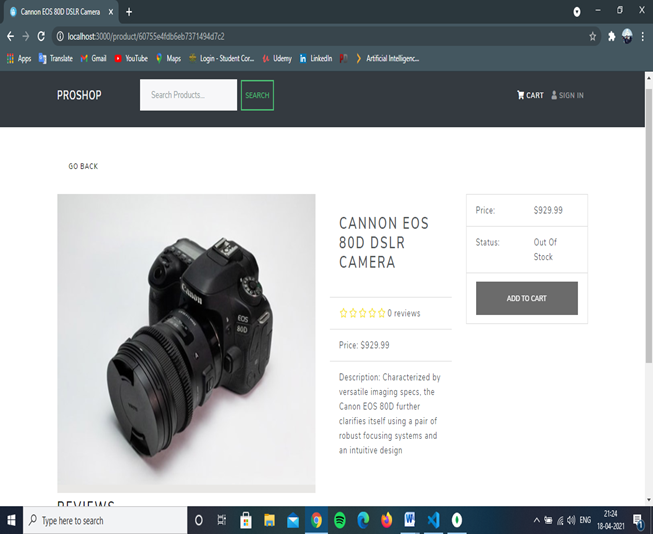 Cannon EOS 80D DSLR Camera
localhost:3000/product/60755e4fdb6eb7371494d7c2
Apps Translate Gmail YouTube Maps Login - Student Cor... Udemy LinkedIn Artificial Intelligenc...
PROSHOP Search Products... SEARCH CART SIGN IN
GO BACK
Canon
EOS
80D
CANNON EOS
80D DSLR
CAMERA
0 reviews
Price: $929.99
Description: Characterized by
versatile imaging specs, the
Canon EOS 80D further
clarifies itself using a pair of
robust focusing systems and
an intuitive design
Price: $929.99
Status: Out Of
Stock
ADD TO CART
REVIEWS
Type here to search
ENG
21:24
18-04-2021